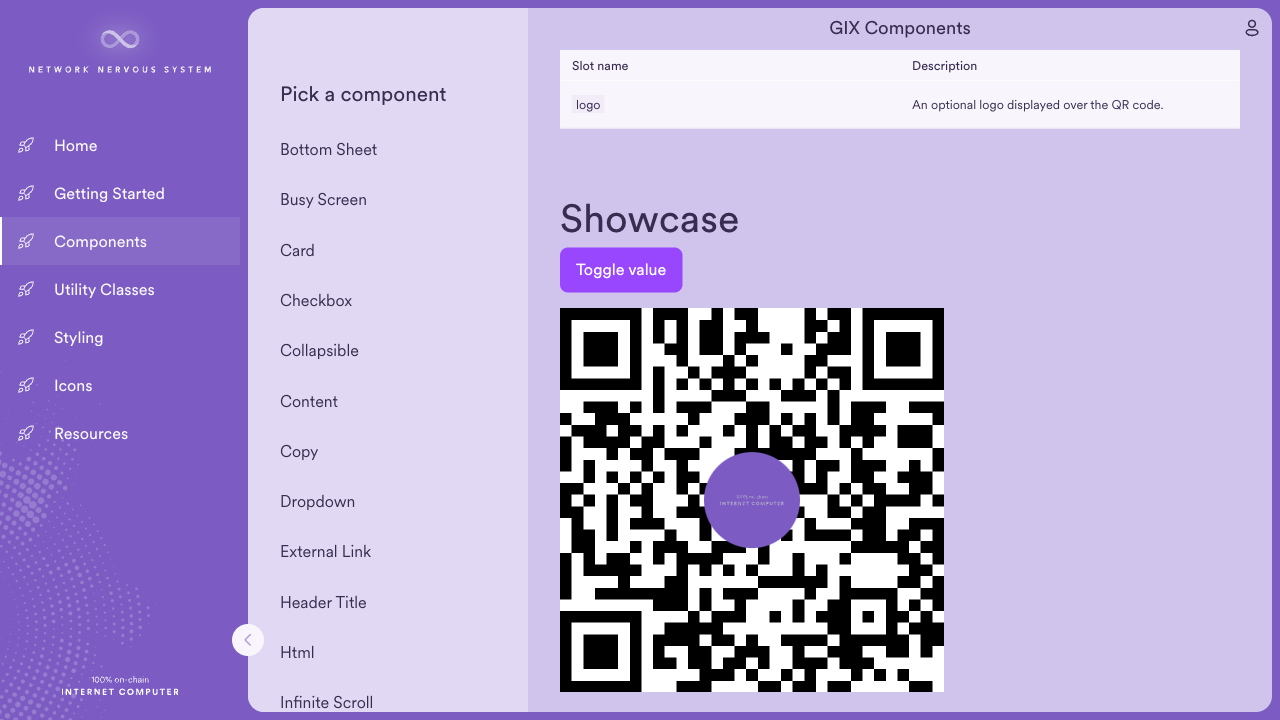 NETWORK NERVOUS SYSTEM
Home
Getting Started
Components
Utility Classes
Styling
Icons
Resources
100% on-chain
INTERNET COMPUTER
Pick a component
Bottom Sheet
Busy Screen
Card
Checkbox
Collapsible
Content
Copy
Dropdown
External Link
Header Title
Html
Infinite Scroll
GIX Components
Slot name Description
logo An optional logo displayed over the QR code.
Showcase
Toggle value
100% on-chain
INTERNET COMPUTER